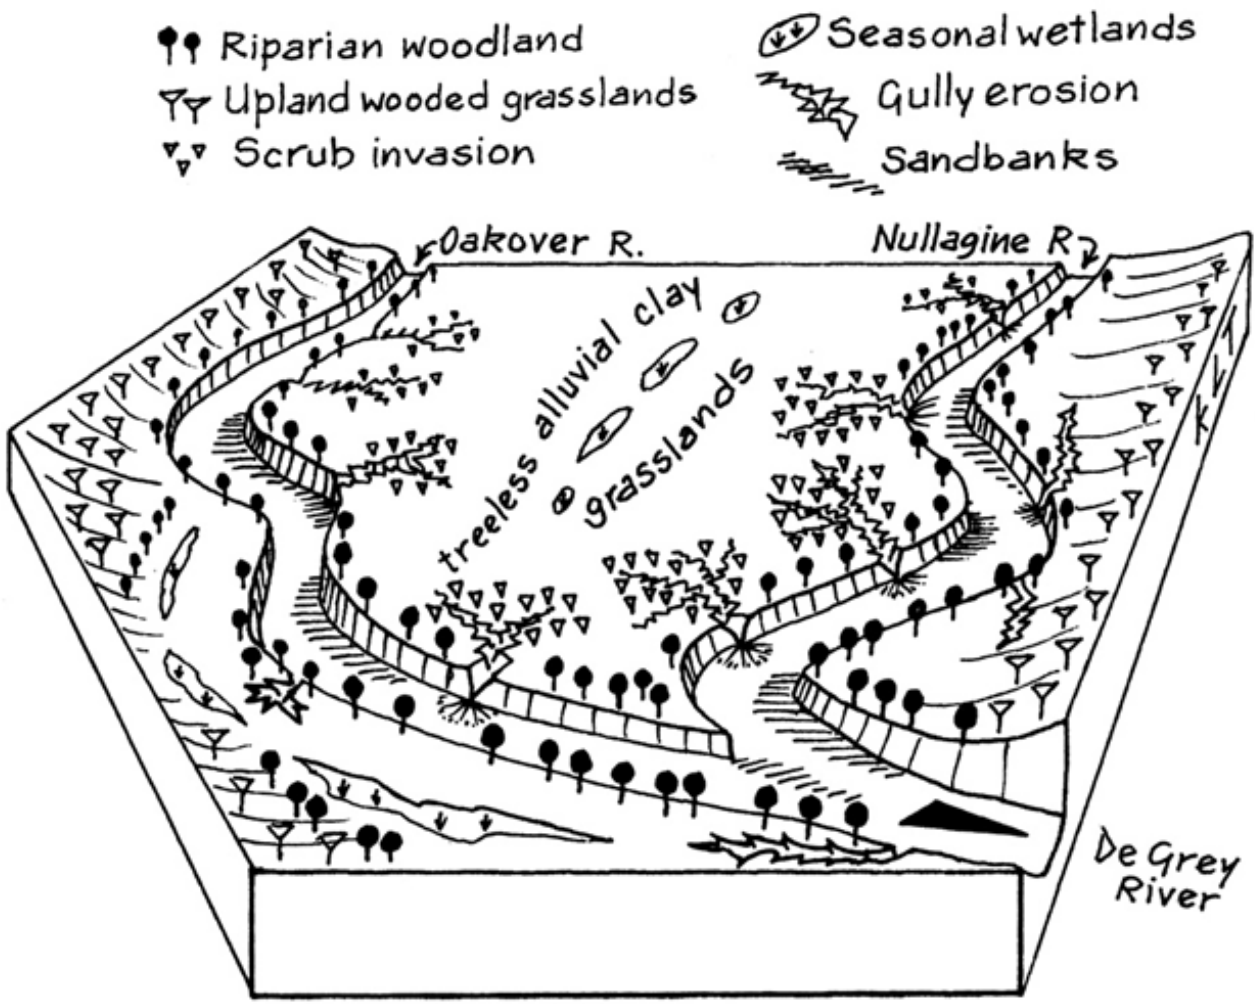 Riparian woodland
Upland wooded grasslands
Scrub invasion
Seasonal wetlands
Gully erosion
Sandbanks
Oakover R.
Nullagine R
treeless alluvial clay
grasslands
De Grey
River